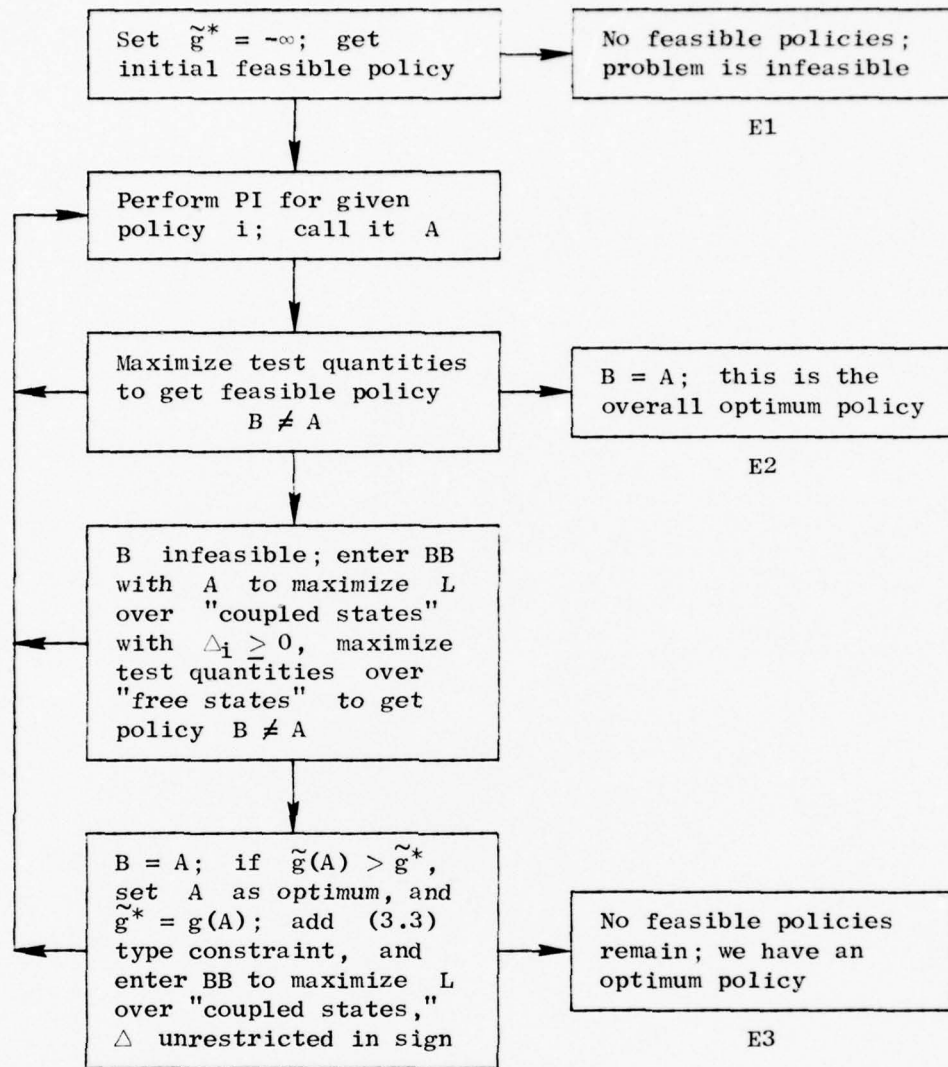 Set g̃* = -∞; get
initial feasible policy
No feasible policies;
problem is infeasible
E1
Perform PI for given
policy i; call it A
Maximize test quantities
to get feasible policy
B ≠ A
B = A; this is the
overall optimum policy
E2
B infeasible; enter BB
with A to maximize L
over "coupled states"
with △i ≥ 0, maximize
test quantities over
"free states" to get
policy B ≠ A
B = A; if g̃(A) > g̃*,
set A as optimum, and
g̃* = g(A); add (3.3)
type constraint, and
enter BB to maximize L
over "coupled states,"
△ unrestricted in sign
No feasible policies
remain; we have an
optimum policy
E3